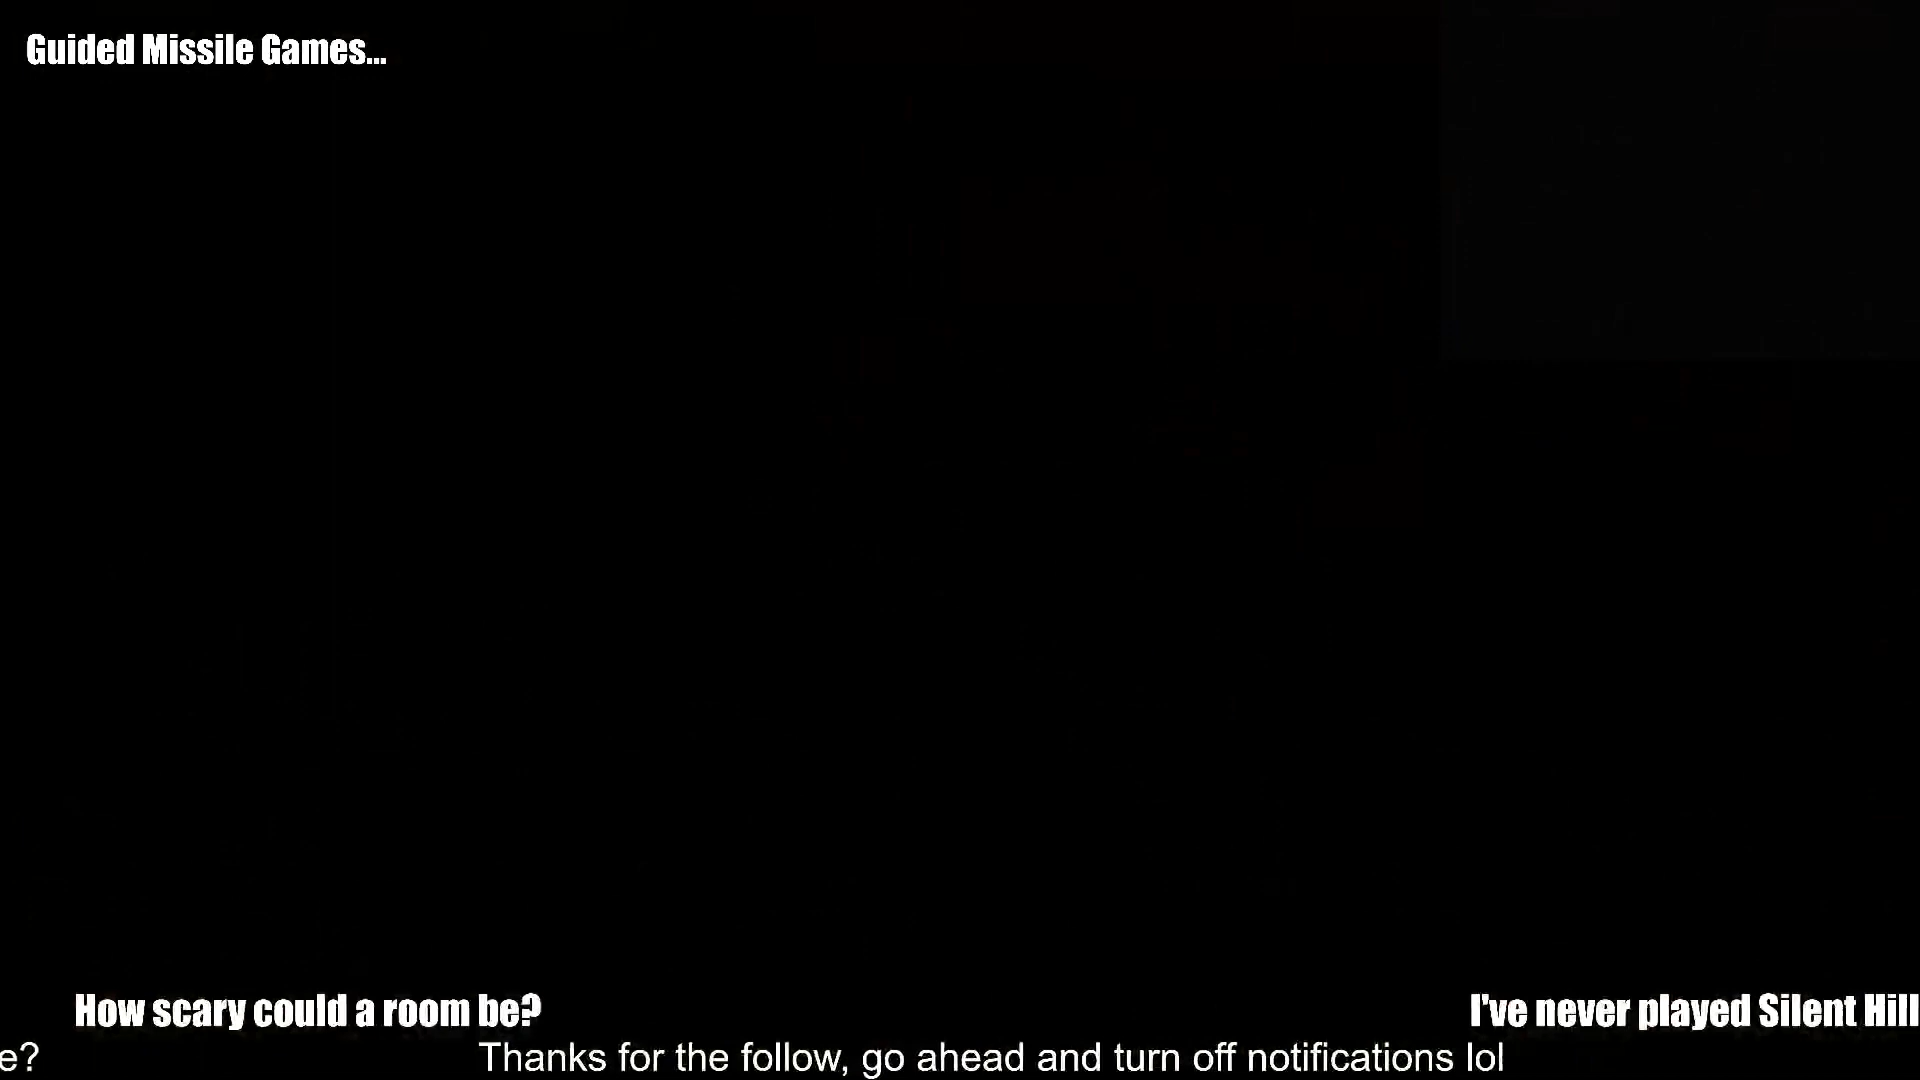 Guided Missile Games...
How scary could a room be? I've never played Silent Hill
e? Thanks for the follow, go ahead and turn off notifications lol